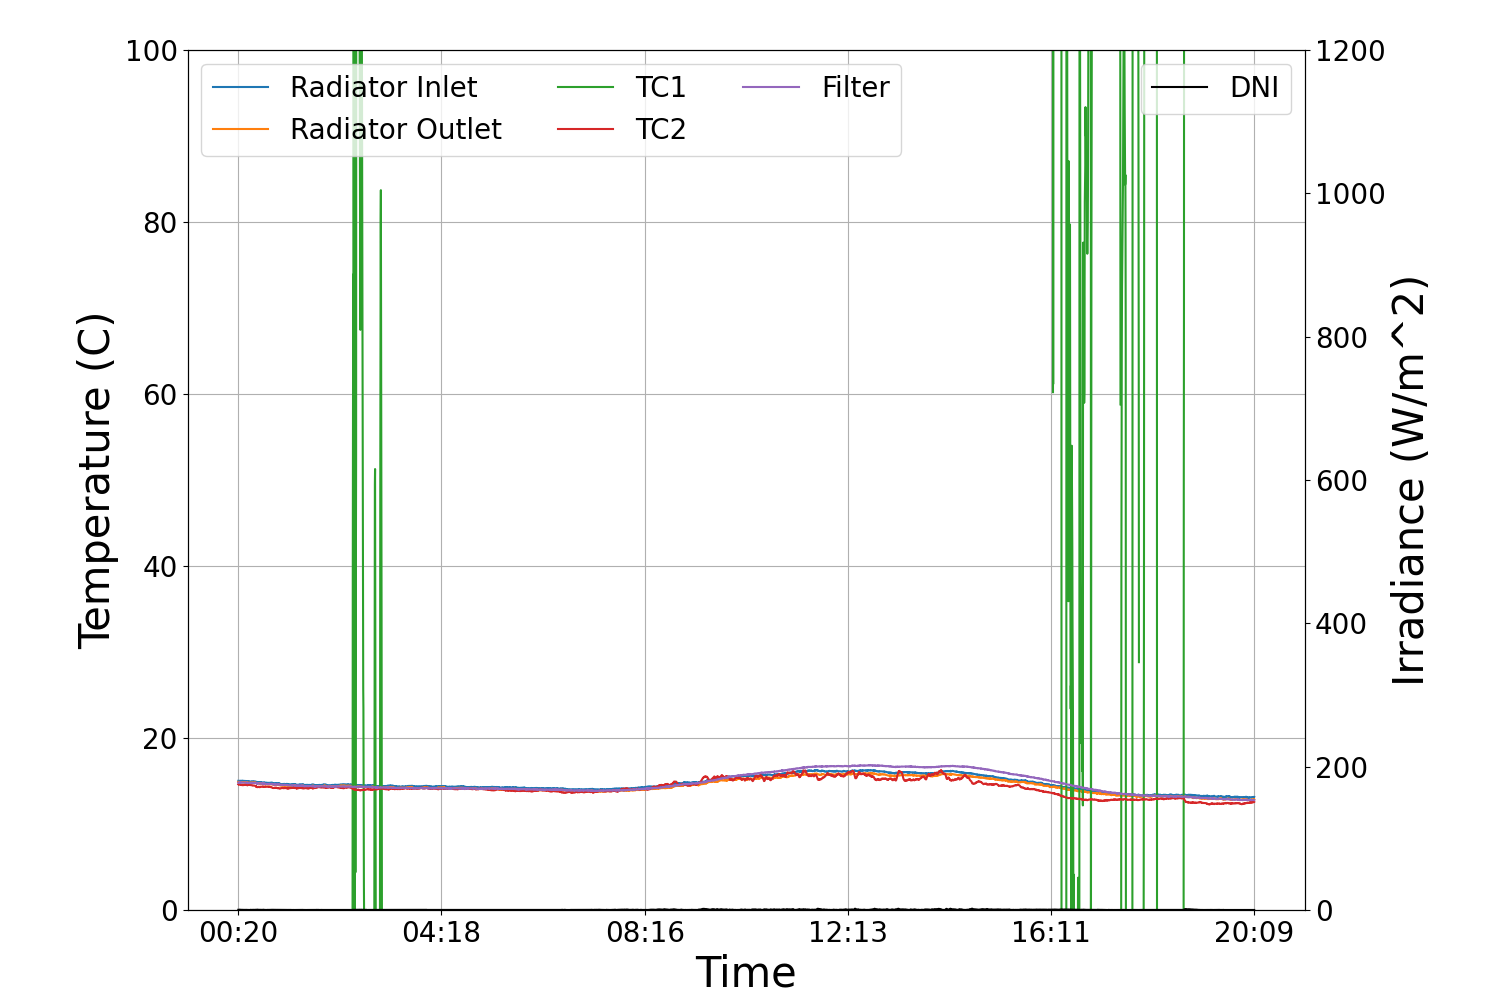 100
80
60
40
20
0
Temperature (C)
Radiator Inlet
Radiator Outlet
TC1
TC2
Filter
DNI
1200
1000
800
600
400
200
0
Irradiance (W/m^2)
00:20 04:18 08:16 12:13 16:11 20:09
Time